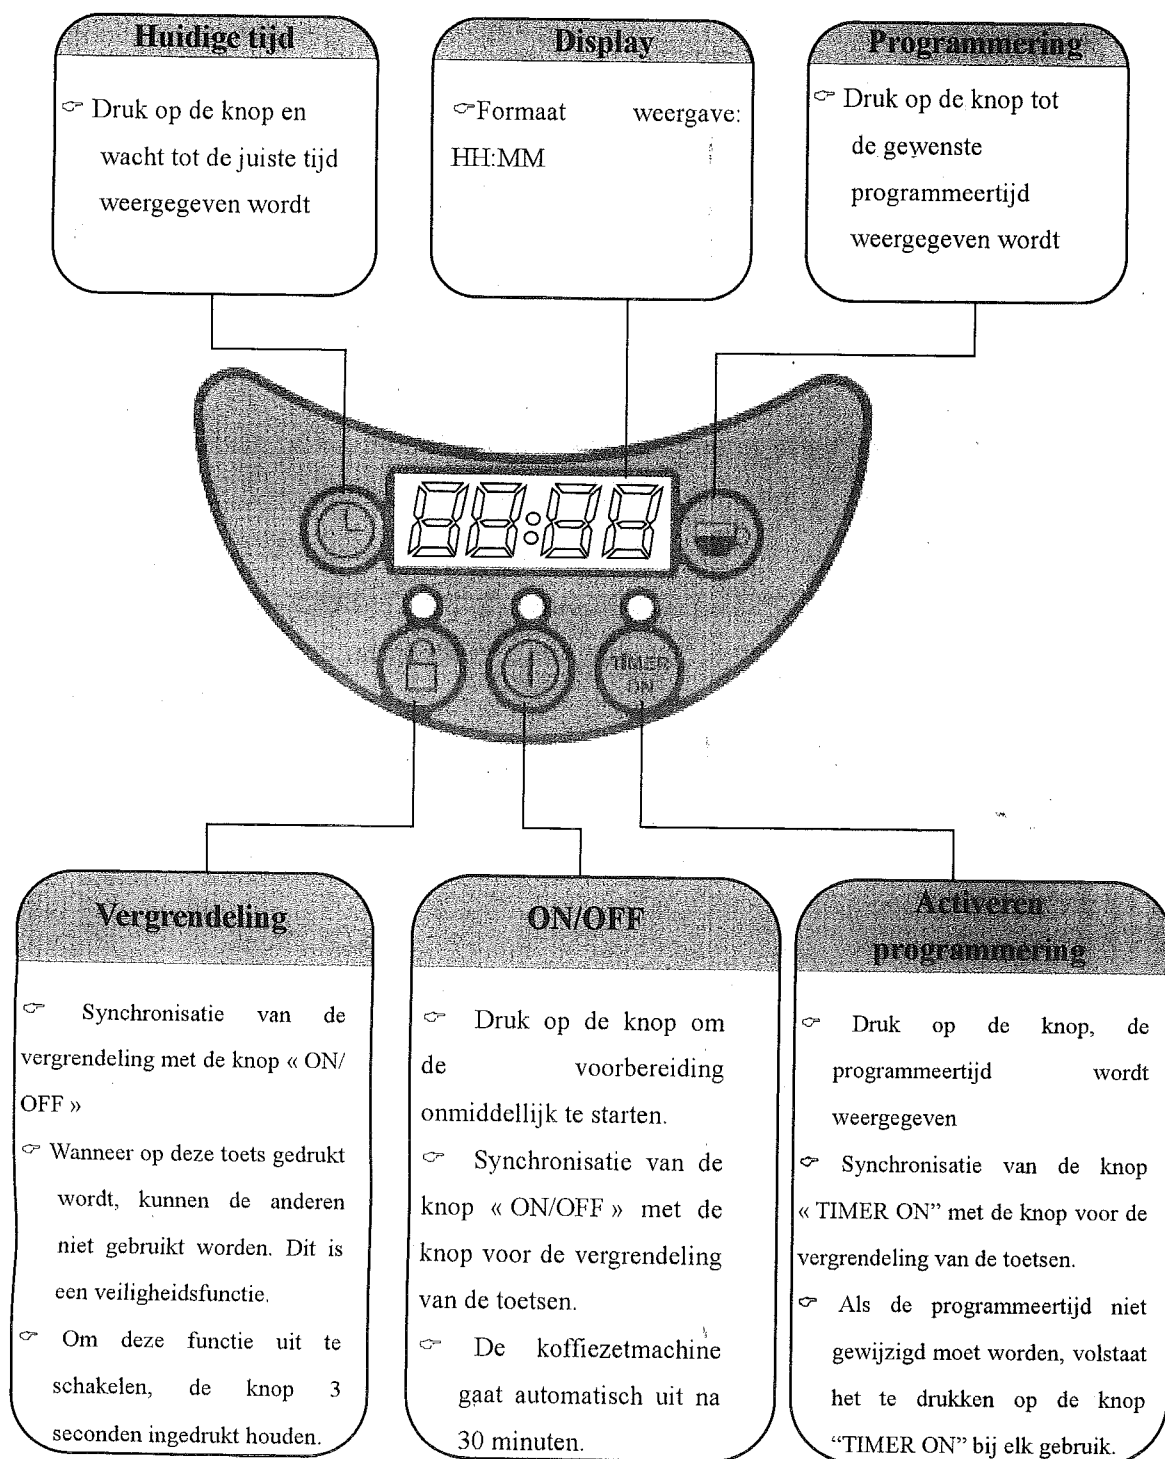 Huidige tijd
☞ Druk op de knop en
wacht tot de juiste tijd
weergegeven wordt
Display
☞Formaat weergave:
HH:MM
Programmering
☞ Druk op de knop tot
de gewenste
programmeertijd
weergegeven wordt
88:88
TIMER
ON
Vergrendeling
☞ Synchronisatie van de
vergrendeling met de knop « ON/
OFF »
☞ Wanneer op deze toets gedrukt
wordt, kunnen de anderen
niet gebruikt worden. Dit is
een veiligheidsfunctie.
☞ Om deze functie uit te
schakelen, de knop 3
seconden ingedrukt houden.
ON/OFF
☞ Druk op de knop om
de voorbereiding
onmiddellijk te starten.
☞ Synchronisatie van de
knop « ON/OFF » met de
knop voor de vergrendeling
van de toetsen.
☞ De koffiezetmachine
gaat automatisch uit na
30 minuten.
Activeren
programmering
☞ Druk op de knop, de
programmeertijd wordt
weergegeven
☞ Synchronisatie van de knop
« TIMER ON” met de knop voor de
vergrendeling van de toetsen.
☞ Als de programmeertijd niet
gewijzigd moet worden, volstaat
het te drukken op de knop
“TIMER ON” bij elk gebruik.